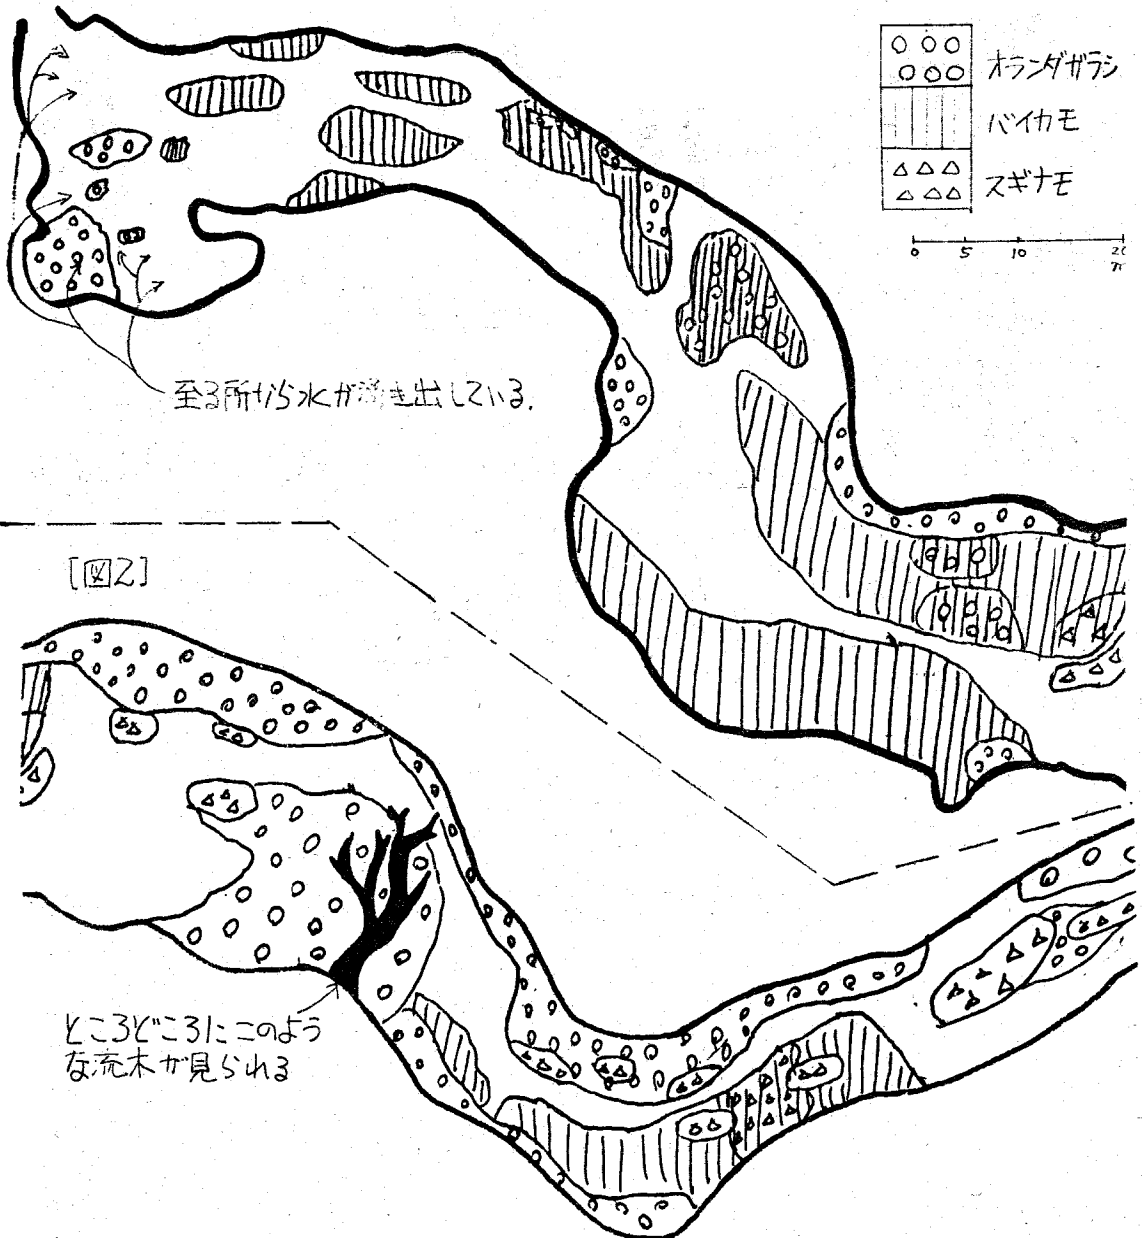 オランダガラシ
バイカモ
スギナモ
0 5 10 20
m
至る所から水が湧き出している.
[図2]
ところどころにこのよう
な流木が見られる